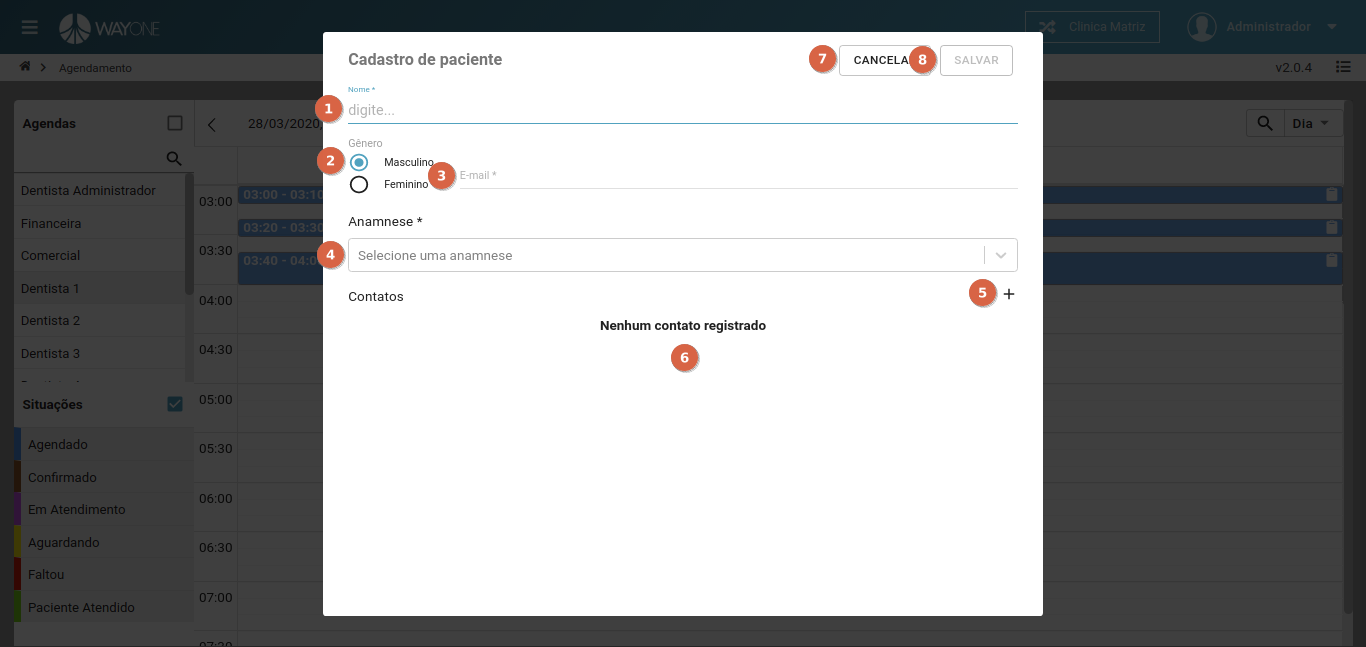 WAYONE
Clinica Matriz
Administrador
Agendamento
v2.0.4
Agendas
28/03/2020,
Dia
Dentista Administrador
Financeira
Comercial
Dentista 1
Dentista 2
Dentista 3
Situações
Agendado
Confirmado
Em Atendimento
Aguardando
Faltou
Paciente Atendido
03:00
03:00 - 03:10
03:20 - 03:30
03:30
03:40 - 04:0
04:00
04:30
05:00
05:30
06:00
06:30
07:00
07:30
Cadastro de paciente
7
CANCELA
8
SALVAR
Nome *
1
digite...
Gênero
2
Masculino
Feminino
3
E-mail *
Anamnese *
4
Selecione uma anamnese
Contatos
5
+
Nenhum contato registrado
6